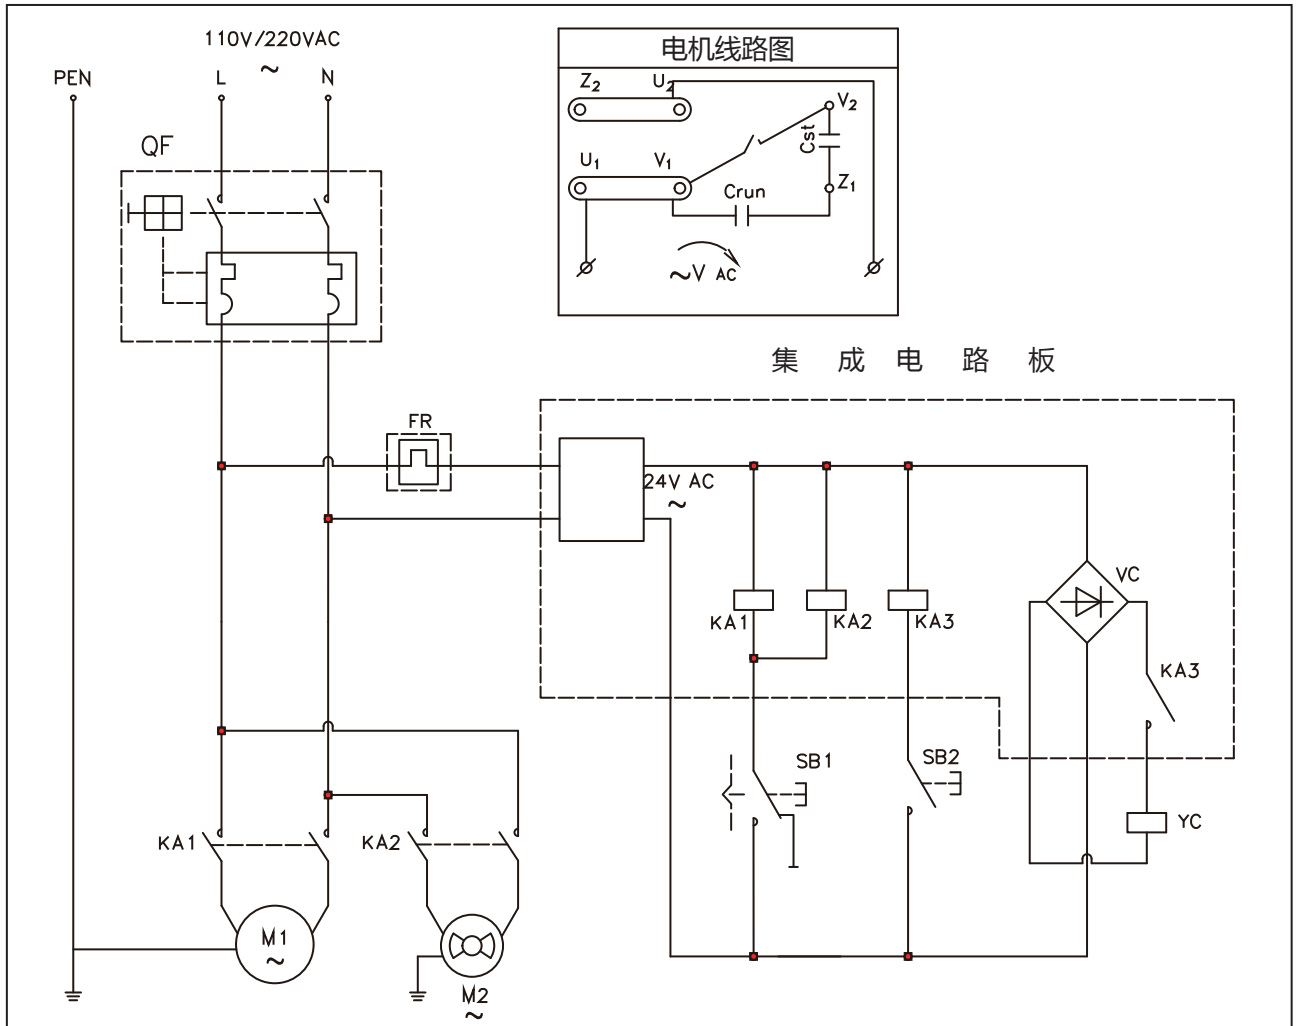 110V/220VAC
~
PEN
L
N
QF
电机线路图
Z2
U2
V2
Cst
U1
V1
Z1
Crun
~V AC
集成电路板
FR
24V AC
~
VC
KA1
KA2
KA3
KA3
SB1
SB2
YC
KA1
KA2
M1
~
M2
~